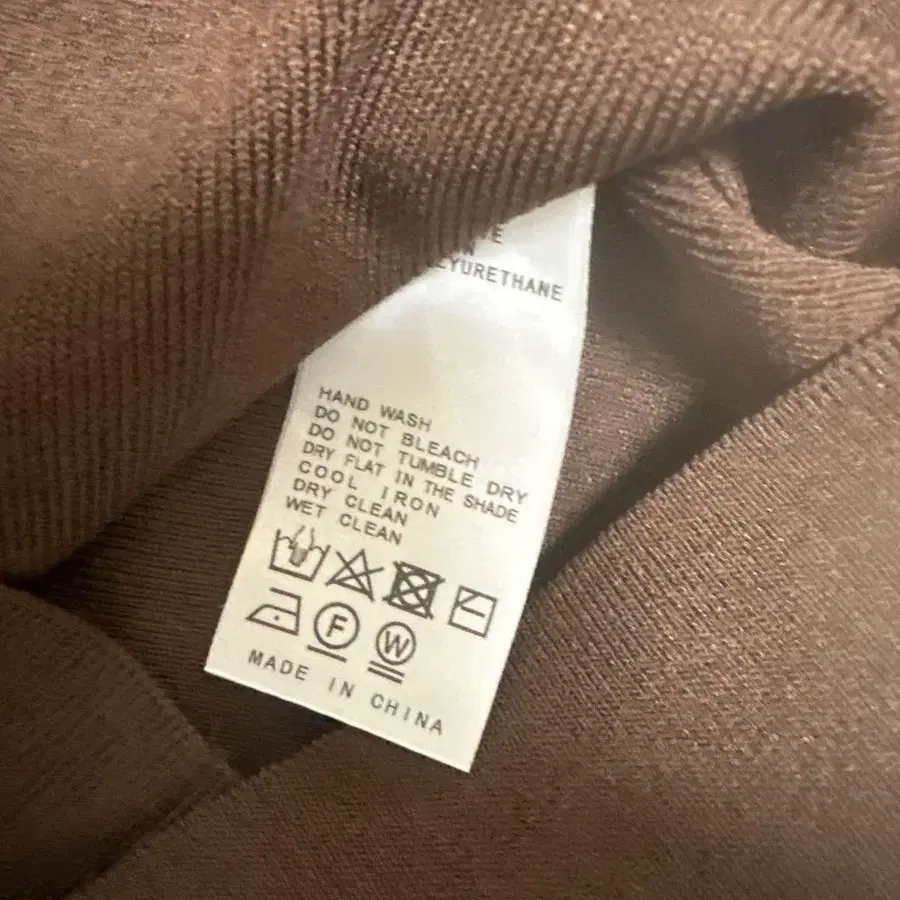 HAND WASH
DO NOT BLEACH
DO NOT TUMBLE DRY
DRY FLAT IN THE SHADE
COOL IRON
DRY CLEAN
WET CLEAN
F
W
MADE IN CHINA